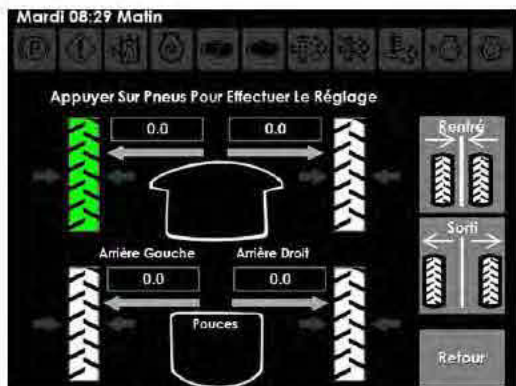 Mardi 08:29 Matin
Appuyer Sur Pneus Pour Effectuer Le Réglage
0.0 0.0
Rentré
Sorti
Arrière Gauche Arrière Droit
0.0 0.0
Pouces
Retour